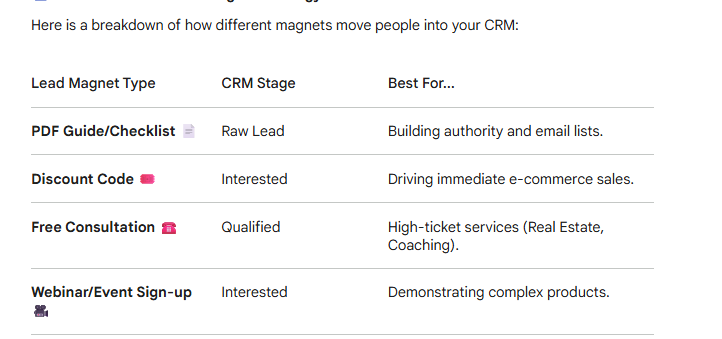 Here is a breakdown of how different magnets move people into your CRM:
Lead Magnet Type CRM Stage Best For...
PDF Guide/Checklist Raw Lead Building authority and email lists.
Discount Code Interested Driving immediate e-commerce sales.
Free Consultation Qualified High-ticket services (Real Estate,
Coaching).
Webinar/Event Sign-up Interested Demonstrating complex products.